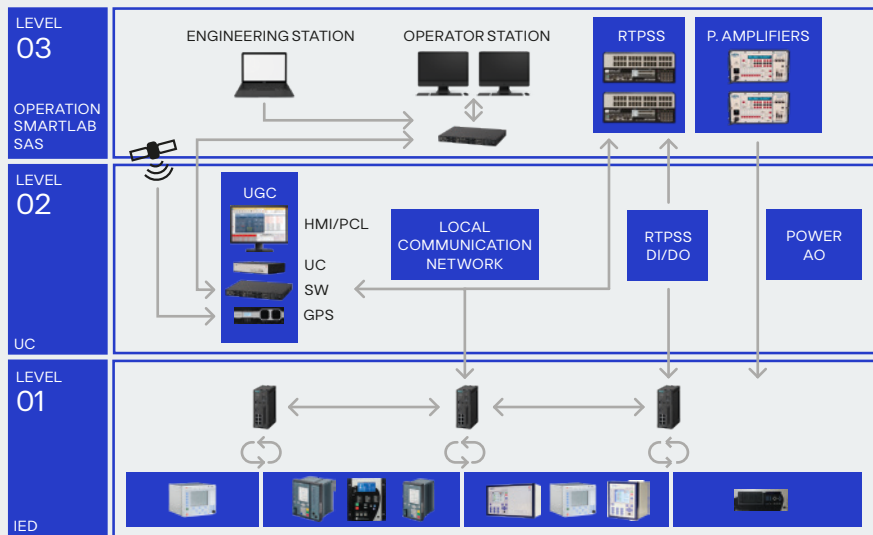 LEVEL
03
OPERATION
SMARTLAB
SAS
ENGINEERING STATION
OPERATOR STATION
RTPSS
P. AMPLIFIERS
LEVEL
02
UC
UGC
HMI/PCL
UC
SW
GPS
LOCAL
COMMUNICATION
NETWORK
RTPSS
DI/DO
POWER
AO
LEVEL
01
IED